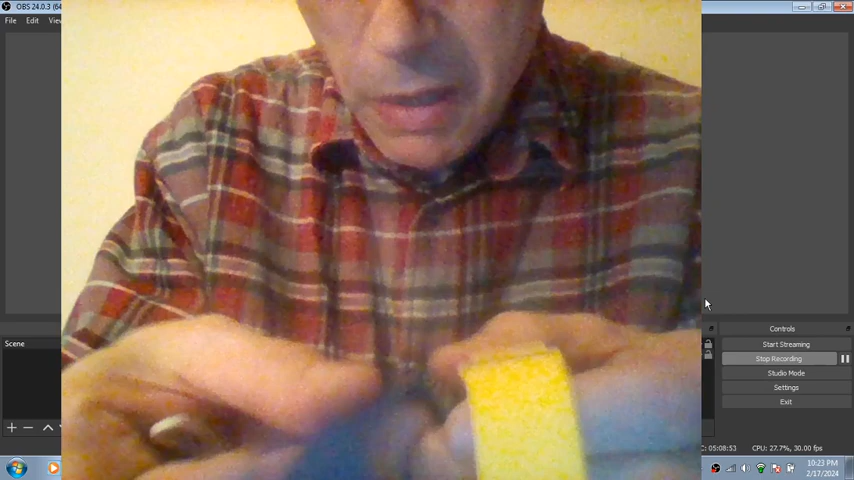 OBS 24.0.3 (64
File Edit Vie
Scene
Controls
Start Streaming
Stop Recording
Studio Mode
Settings
Exit
C: 05:08:53 CPU: 27.7%, 30.00 fps
10:23 PM
2/17/2024